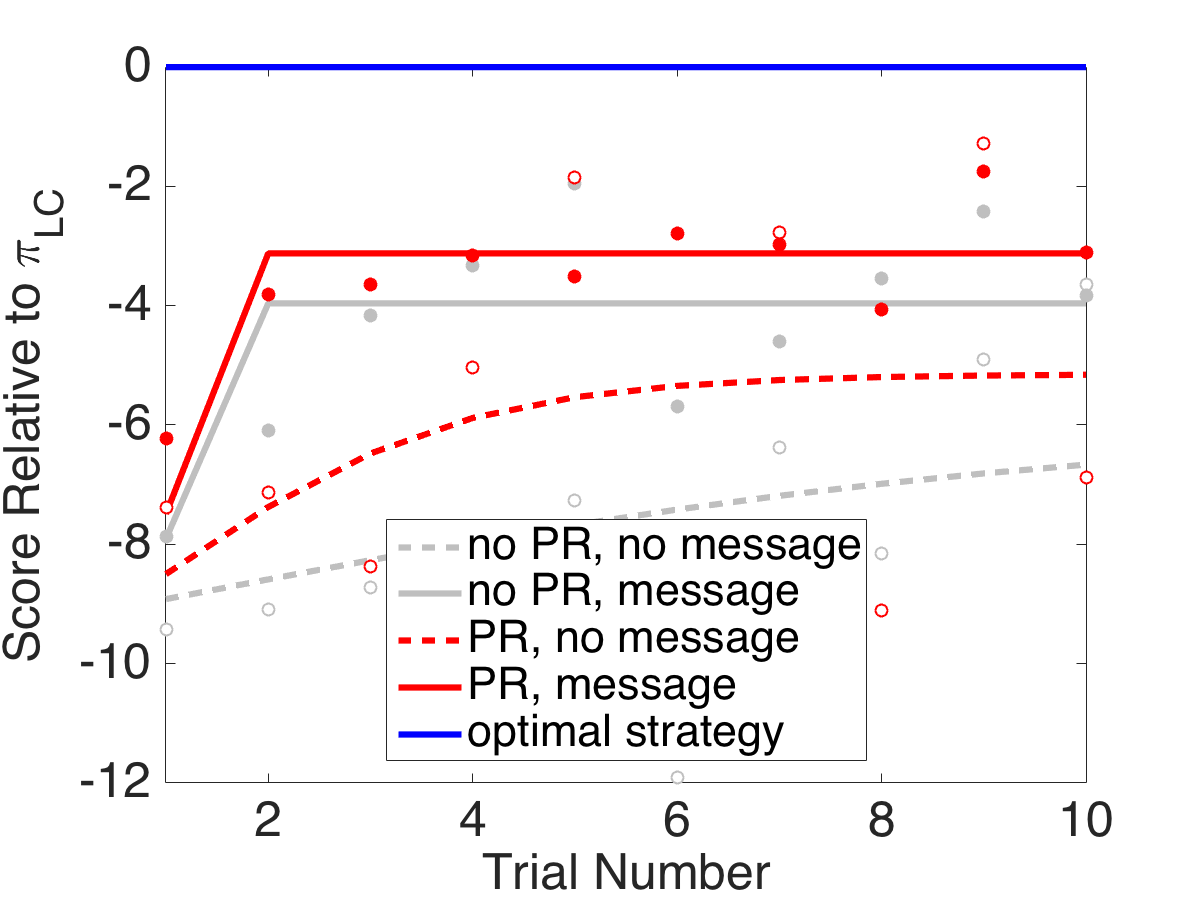 0
-2
-4
-6
-8
-10
-12
2
4
6
8
10
Score Relative to π_LC
Trial Number
no PR, no message
no PR, message
PR, no message
PR, message
optimal strategy